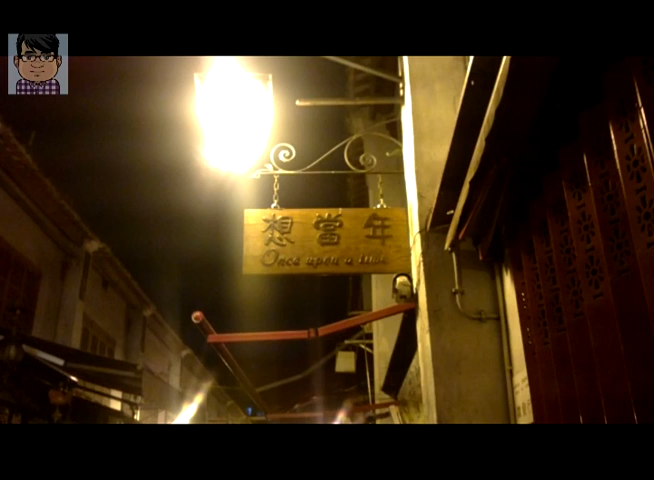 想當年
Once upon a time